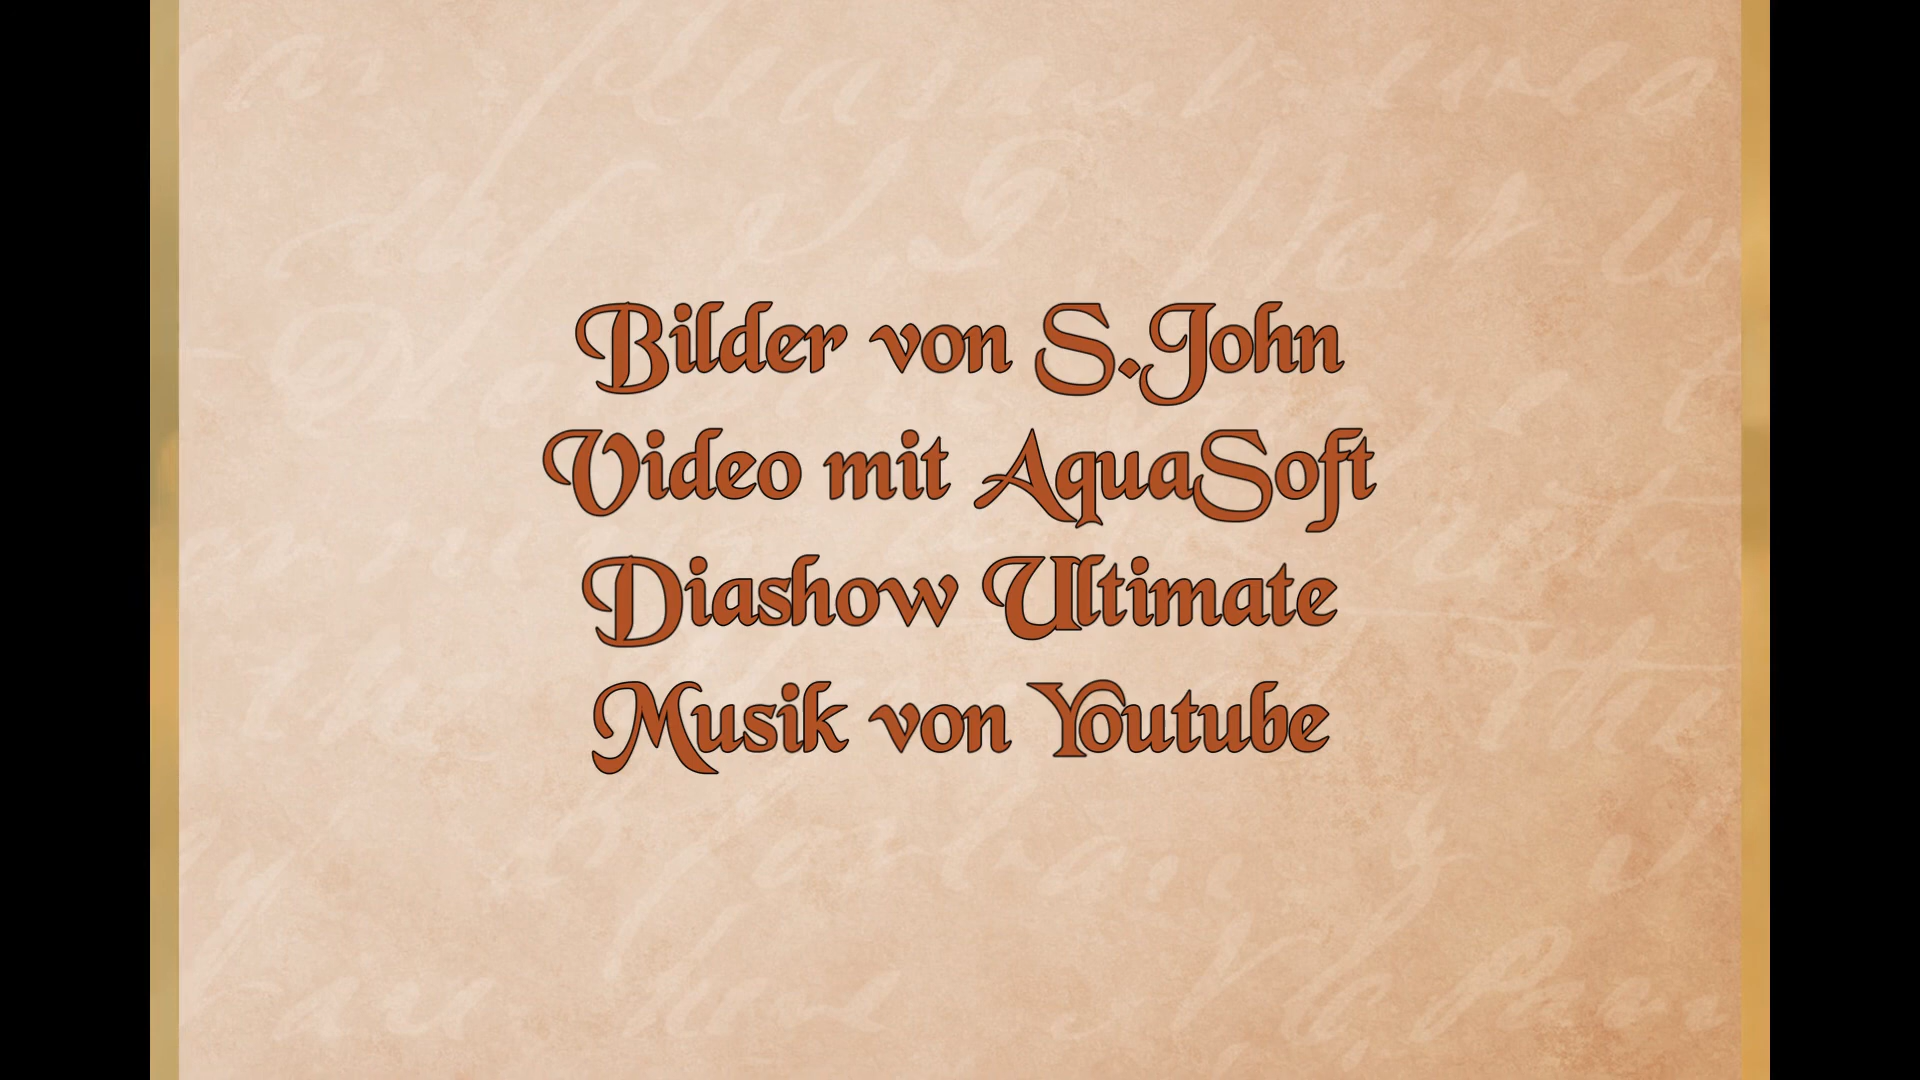 Bilder von S.John
Video mit AquaSoft
Diashow Ultimate
Musik von Youtube